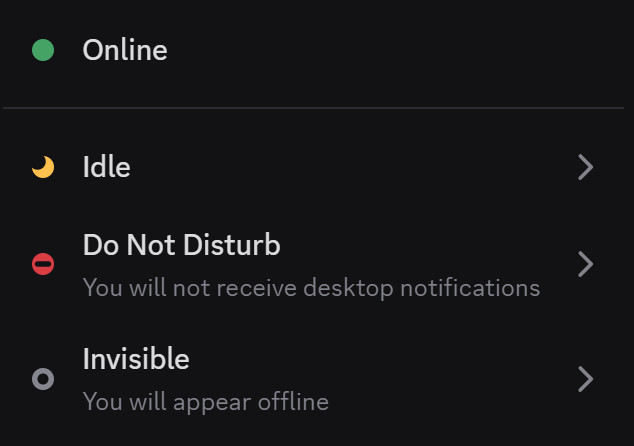 Online
Idle
Do Not Disturb
You will not receive desktop notifications
Invisible
You will appear offline